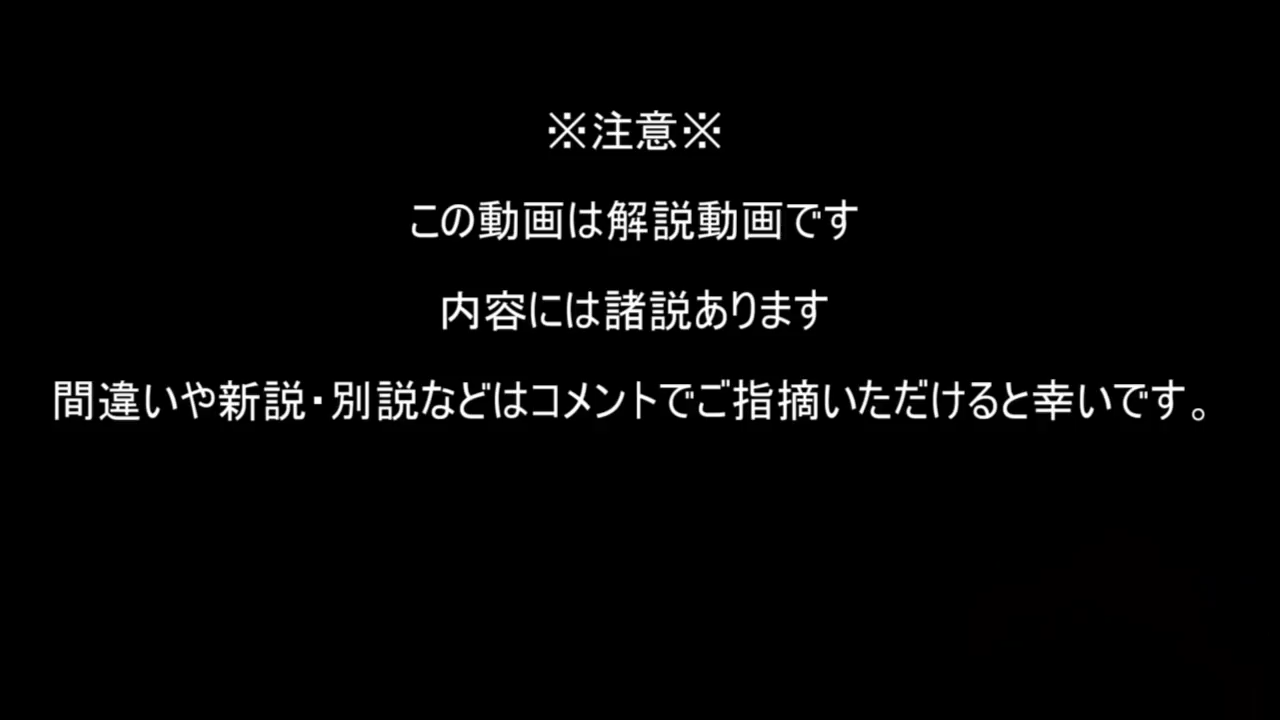 ※注意※
この動画は解説動画です
内容には諸説あります
間違いや新説・別説などはコメントでご指摘いただけると幸いです。